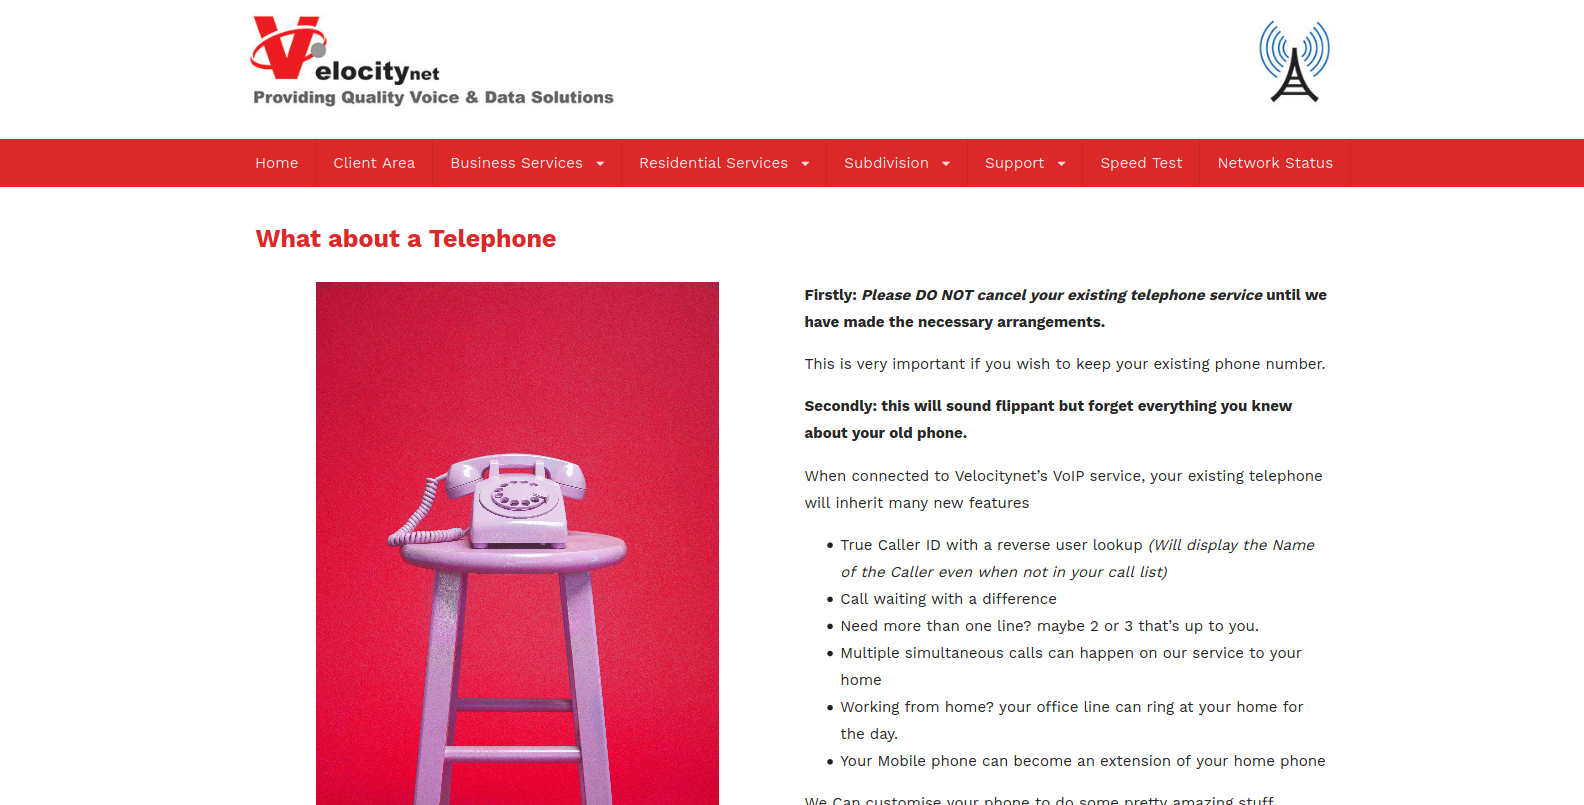 Velocitynet
Providing Quality Voice & Data Solutions
Home Client Area Business Services Residential Services Subdivision Support Speed Test Network Status
What about a Telephone
Firstly: Please DO NOT cancel your existing telephone service until we
have made the necessary arrangements.
This is very important if you wish to keep your existing phone number.
Secondly: this will sound flippant but forget everything you knew
about your old phone.
When connected to Velocitynet’s VoIP service, your existing telephone
will inherit many new features
• True Caller ID with a reverse user lookup (Will display the Name
of the Caller even when not in your call list)
• Call waiting with a difference
• Need more than one line? maybe 2 or 3 that’s up to you.
• Multiple simultaneous calls can happen on our service to your
home
• Working from home? your office line can ring at your home for
the day.
• Your Mobile phone can become an extension of your home phone
We Can customise your phone to do some pretty amazing stuff